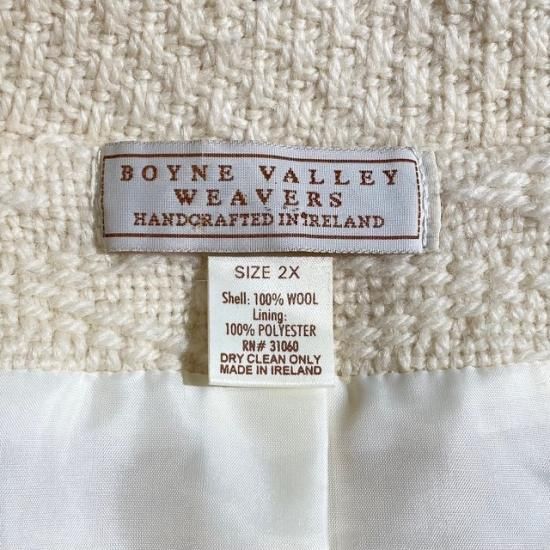 BOYNE VALLEY
WEAVERS
HANDCRAFTED IN IRELAND
SIZE 2X
Shell: 100% WOOL
Lining:
100% POLYESTER
RN# 31060
DRY CLEAN ONLY
MADE IN IRELAND